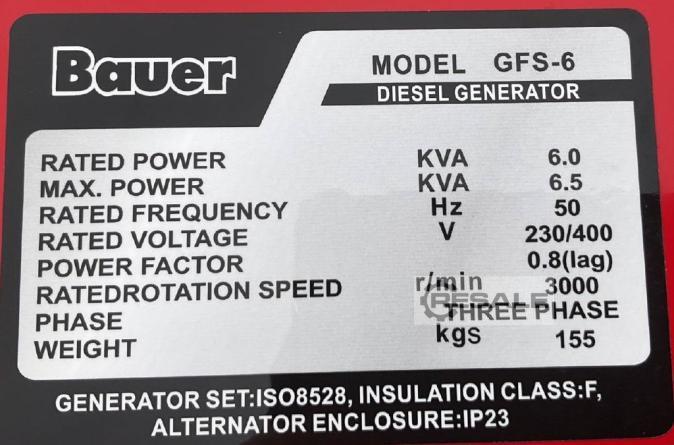 Bauer
MODEL GFS-6
DIESEL GENERATOR
RATED POWER KVA 6.0
MAX. POWER KVA 6.5
RATED FREQUENCY Hz 50
RATED VOLTAGE V 230/400
POWER FACTOR 0.8(lag)
RATEDROTATION SPEED r/min 3000
RESALE
PHASE THREE PHASE
WEIGHT kgs 155
GENERATOR SET:ISO8528, INSULATION CLASS:F,
ALTERNATOR ENCLOSURE:IP23